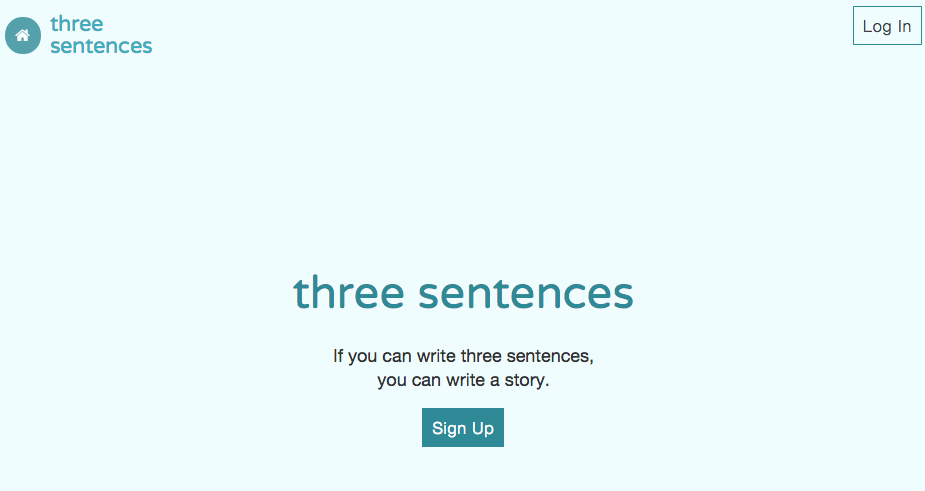 three
sentences
Log In
three sentences
If you can write three sentences,
you can write a story.
Sign Up